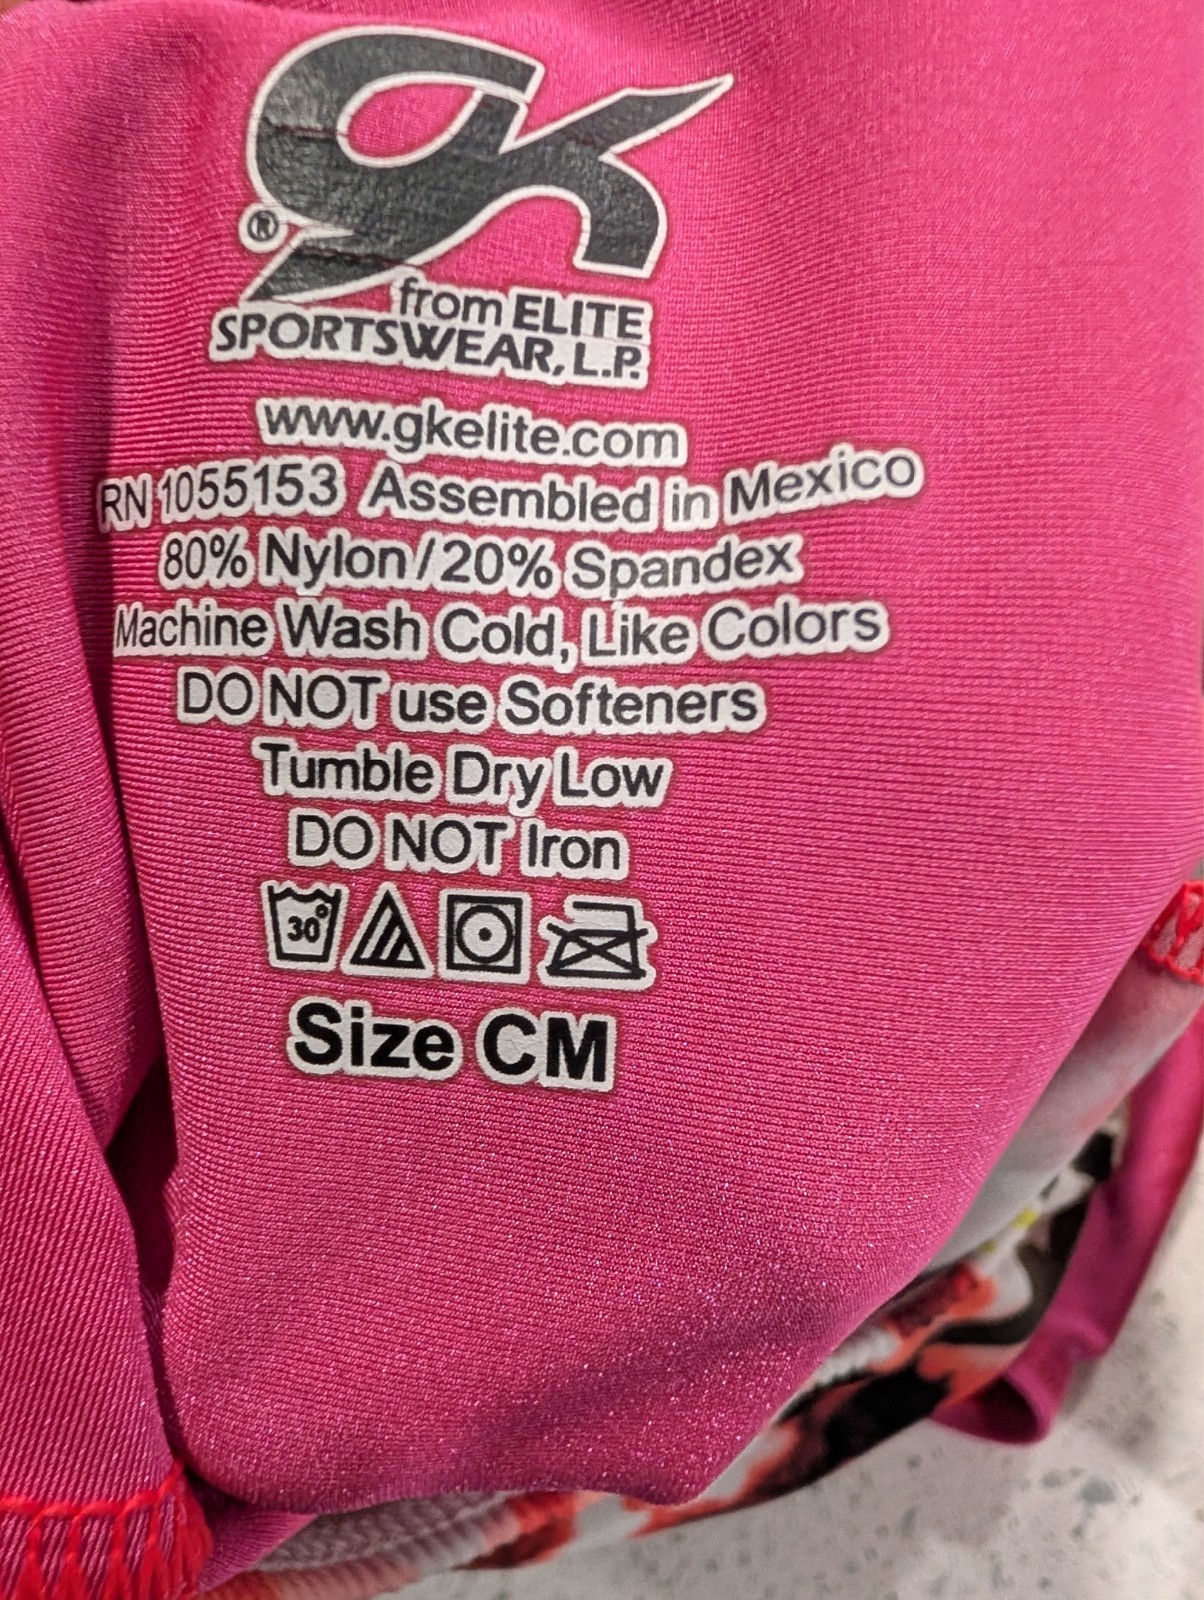 GK
®
from ELITE
SPORTSWEAR, L.P.
www.gkelite.com
RN 1055153 Assembled in Mexico
80% Nylon/20% Spandex
Machine Wash Cold, Like Colors
DO NOT use Softeners
Tumble Dry Low
DO NOT Iron
30°
Size CM